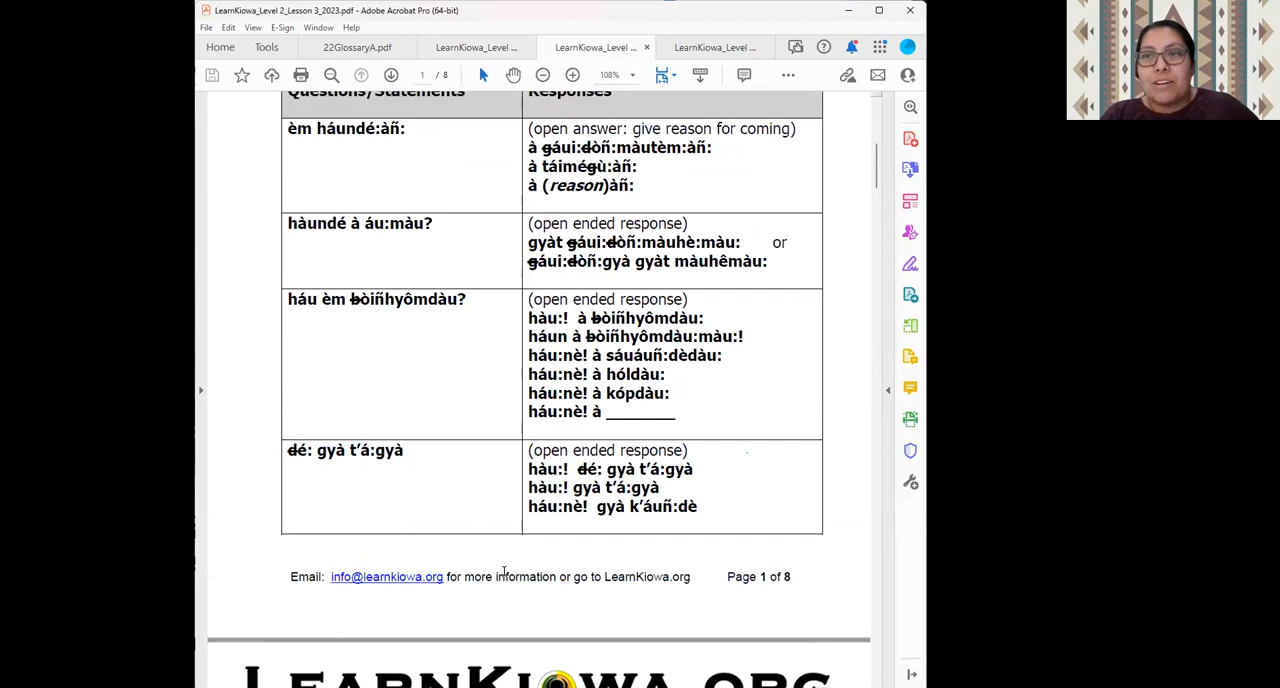 LearnKiowa_Level 2_Lesson 3_2023.pdf - Adobe Acrobat Pro (64-bit)
File Edit View E-Sign Window Help
Home Tools 22GlossaryA.pdf LearnKiowa_Level ... LearnKiowa_Level ... × LearnKiowa_Level ...
1 / 8 108%
Questions/Statements Responses
èm háundé:àñ: (open answer: give reason for coming)
à g̶áui:d̶òñ:màutèm:àñ:
à táimég̶ù:àñ:
à (reason)àñ:
hàundé à áu:màu? (open ended response)
gyàt g̶áui:d̶òñ:màuhè:màu: or
g̶áui:d̶òñ:gyà gyàt màuhêmàu:
háu èm b̶òiñhyômdàu? (open ended response)
hàu:! à b̶òiñhyômdàu:
háun à b̶òiñhyômdàu:màu:!
háu:nè! à sáuáuñ:dèdàu:
háu:nè! à hóldàu:
háu:nè! à kópdàu:
háu:nè! à ________
d̶é: gyà t’á:gyà (open ended response)
hàu:! d̶é: gyà t’á:gyà
hàu:! gyà t’á:gyà
háu:nè! gyà k’áuñ:dè
Email: info@learnkiowa.org for more information or go to LearnKiowa.org Page 1 of 8
LEARNKIOWA.ORG